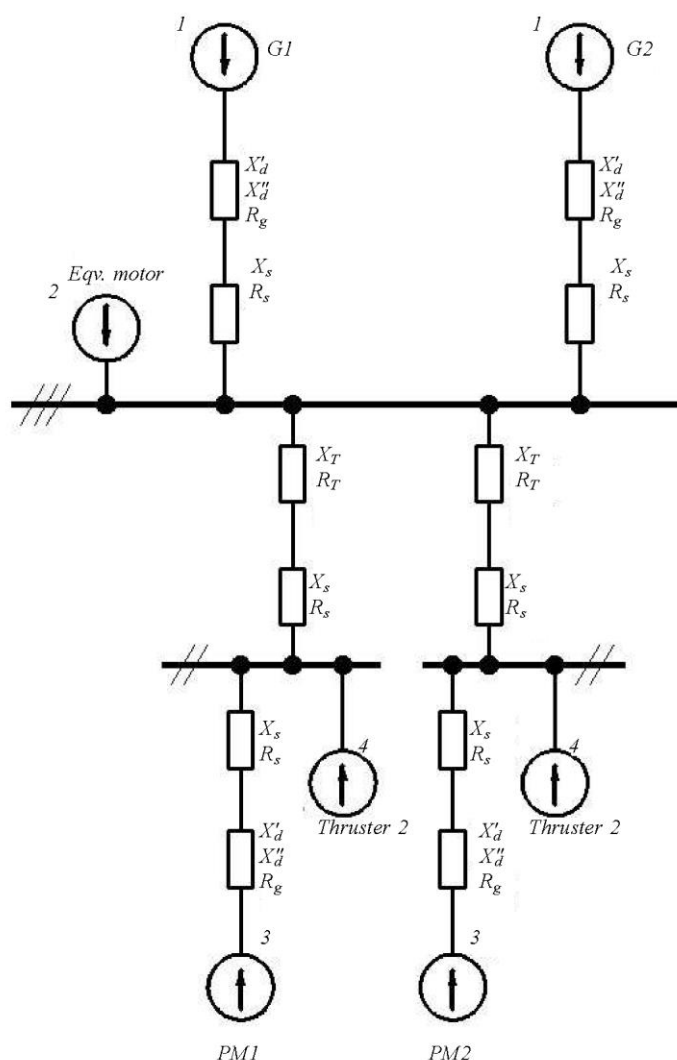 1
G1
1
G2
X'd
X''d
Rg
X'd
X''d
Rg
Eqv. motor
2
Xs
Rs
Xs
Rs
XT
RT
XT
RT
Xs
Rs
Xs
Rs
Xs
Rs
4
Thruster 2
Xs
Rs
4
Thruster 2
X'd
X''d
Rg
X'd
X''d
Rg
3
3
PM1
PM2